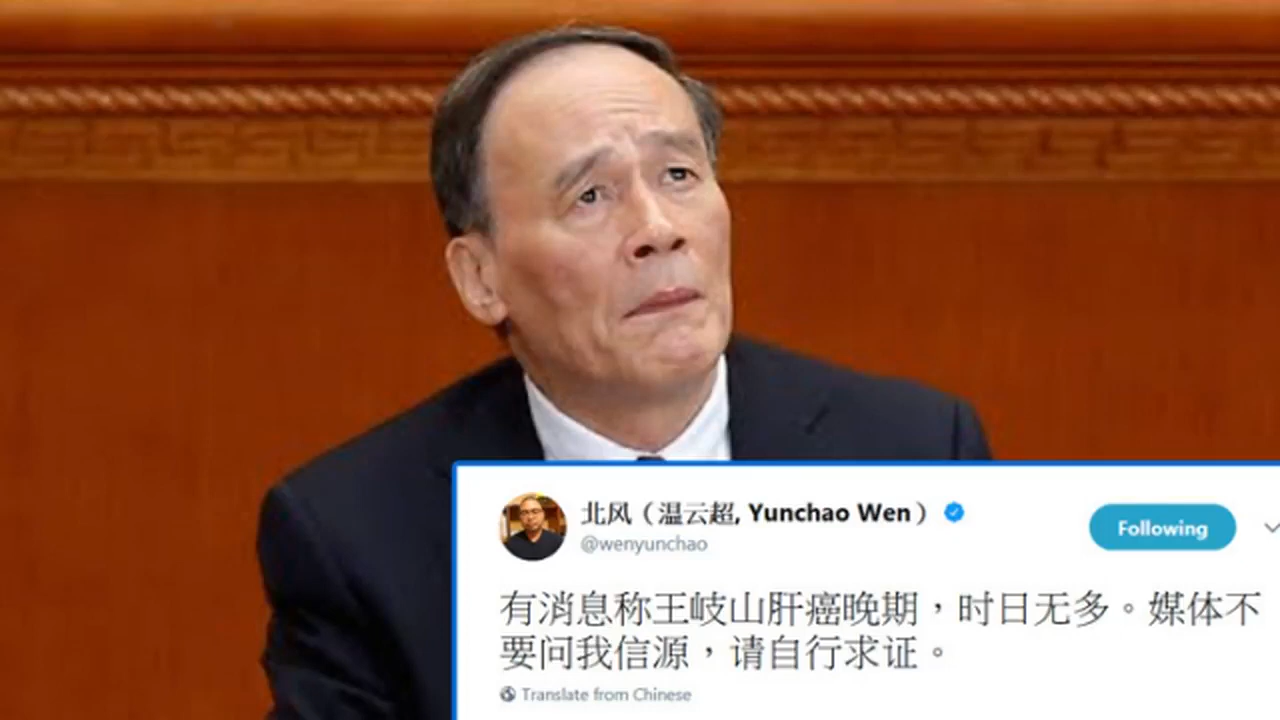 北风（温云超, Yunchao Wen）
@wenyunchao
Following
有消息称王岐山肝癌晚期，时日无多。媒体不
要问我信源，请自行求证。
Translate from Chinese